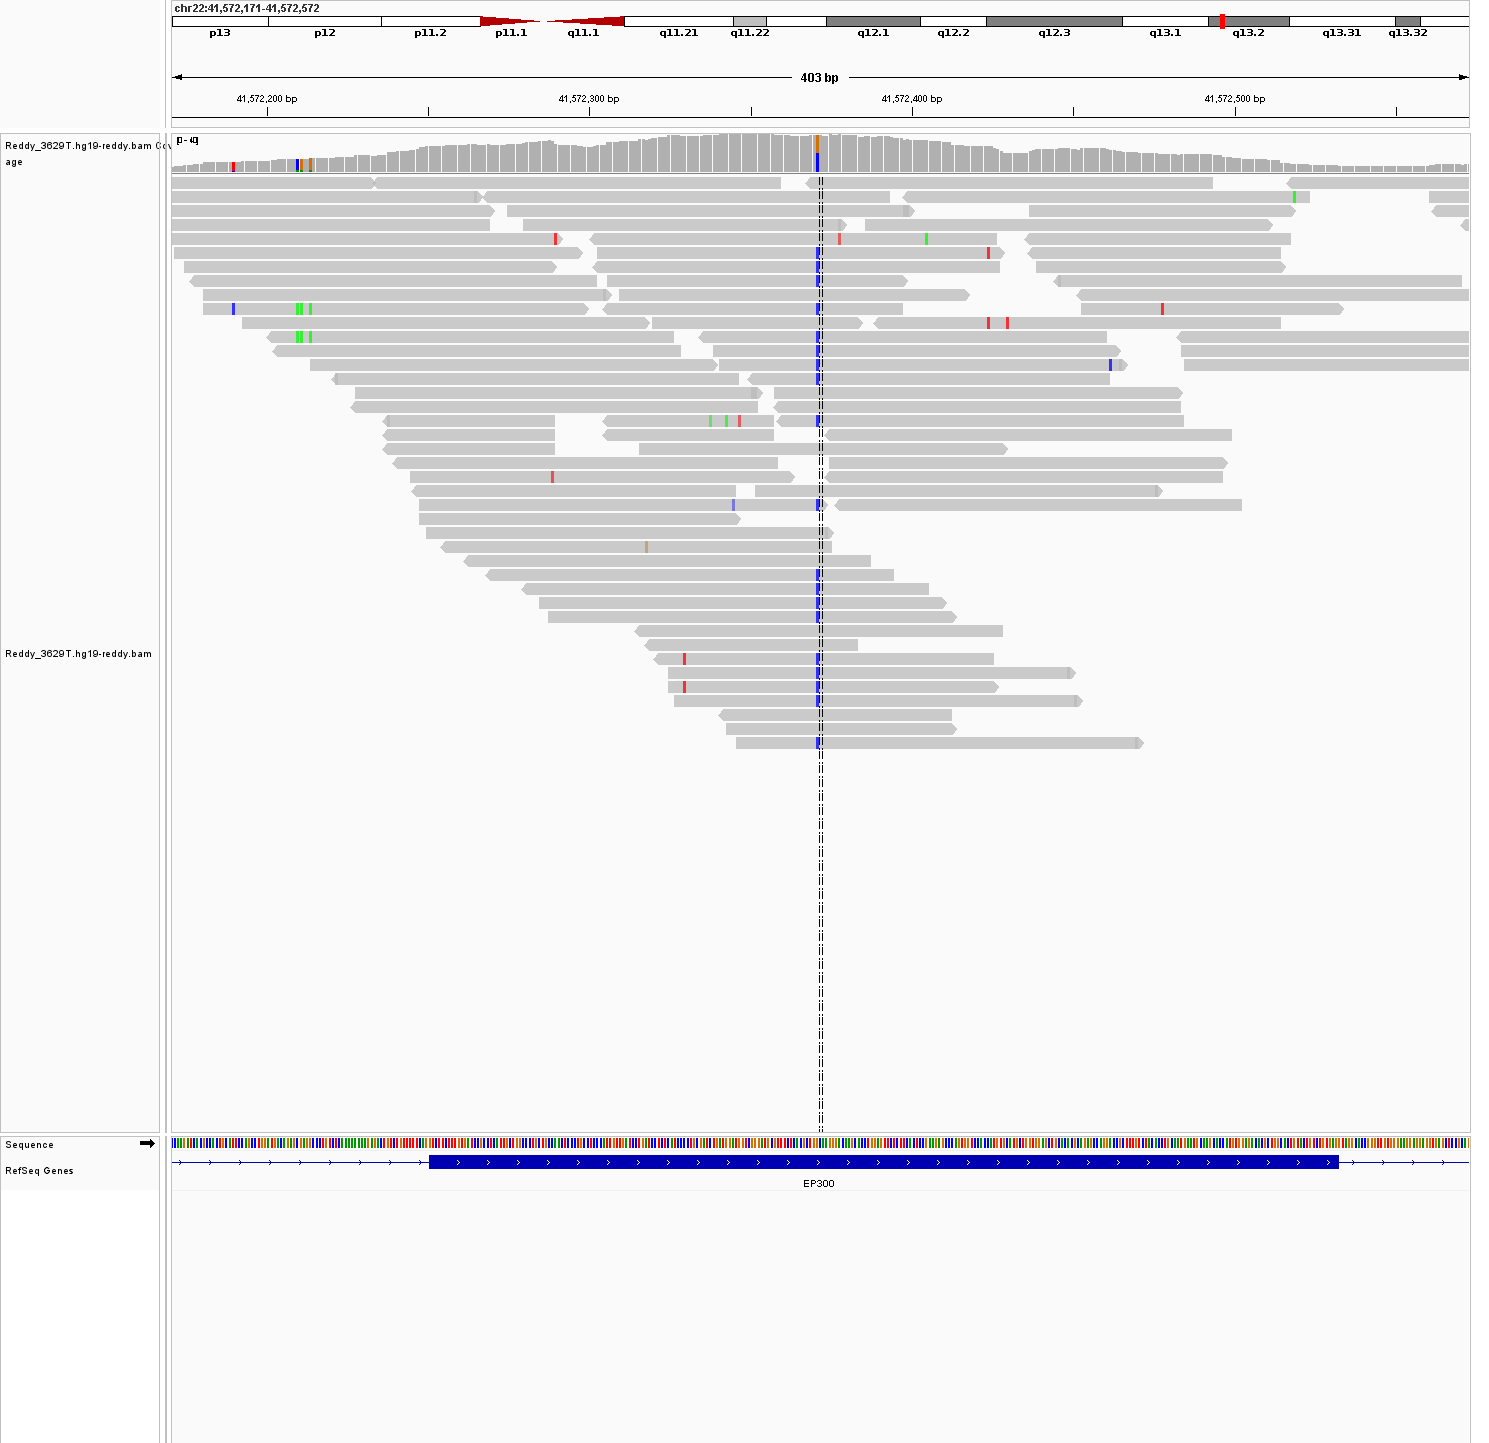 chr22:41,572,171-41,572,572
p13 p12 p11.2 p11.1 q11.1 q11.21 q11.22 q12.1 q12.2 q12.3 q13.1 q13.2 q13.31 q13.32
403 bp
41,572,200 bp 41,572,300 bp 41,572,400 bp 41,572,500 bp
Reddy_3629T.hg19-reddy.bam Cov
age
Reddy_3629T.hg19-reddy.bam
Sequence
RefSeq Genes
EP300